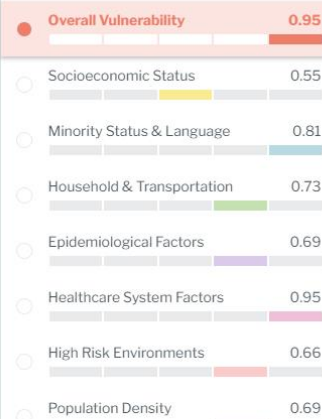 Overall Vulnerability 0.95
Socioeconomic Status 0.55
Minority Status & Language 0.81
Household & Transportation 0.73
Epidemiological Factors 0.69
Healthcare System Factors 0.95
High Risk Environments 0.66
Population Density 0.69